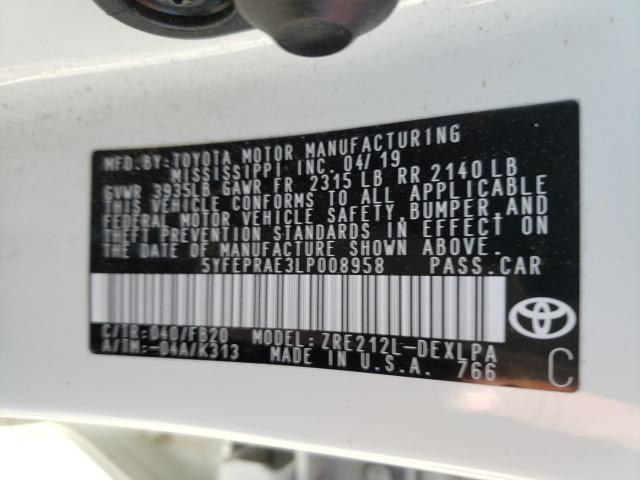 MFD.BY:TOYOTA MOTOR MANUFACTURING
MISSISSIPPI INC. 04/19
GVWR 3935LB GAWR FR 2315 LB RR 2140 LB
THIS VEHICLE CONFORMS TO ALL APPLICABLE
FEDERAL MOTOR VEHICLE SAFETY,BUMPER,AND
THEFT PREVENTION STANDARDS IN EFFECT ON
THE DATE OF MANUFACTURE SHOWN ABOVE.
5YFEPRAE3LP008958 PASS.CAR
C/TR:040/FB20 MODEL:ZRE212L-DEXLPA
A/TM:-04A/K313 MADE IN U.S.A. 766
C